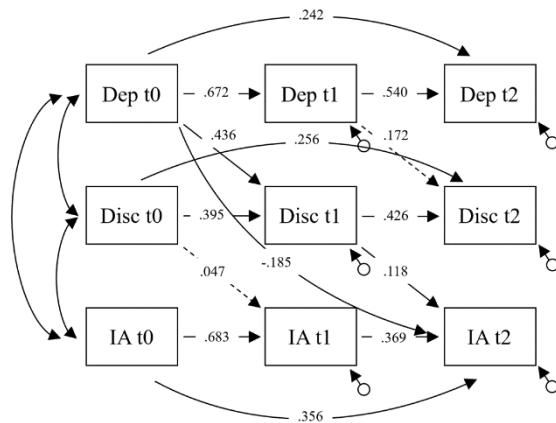 .242
Dep t0
.672
Dep t1
.540
Dep t2
.436
.256
.172
Disc t0
.395
Disc t1
.426
Disc t2
.047
-.185
.118
IA t0
.683
IA t1
.369
IA t2
.356